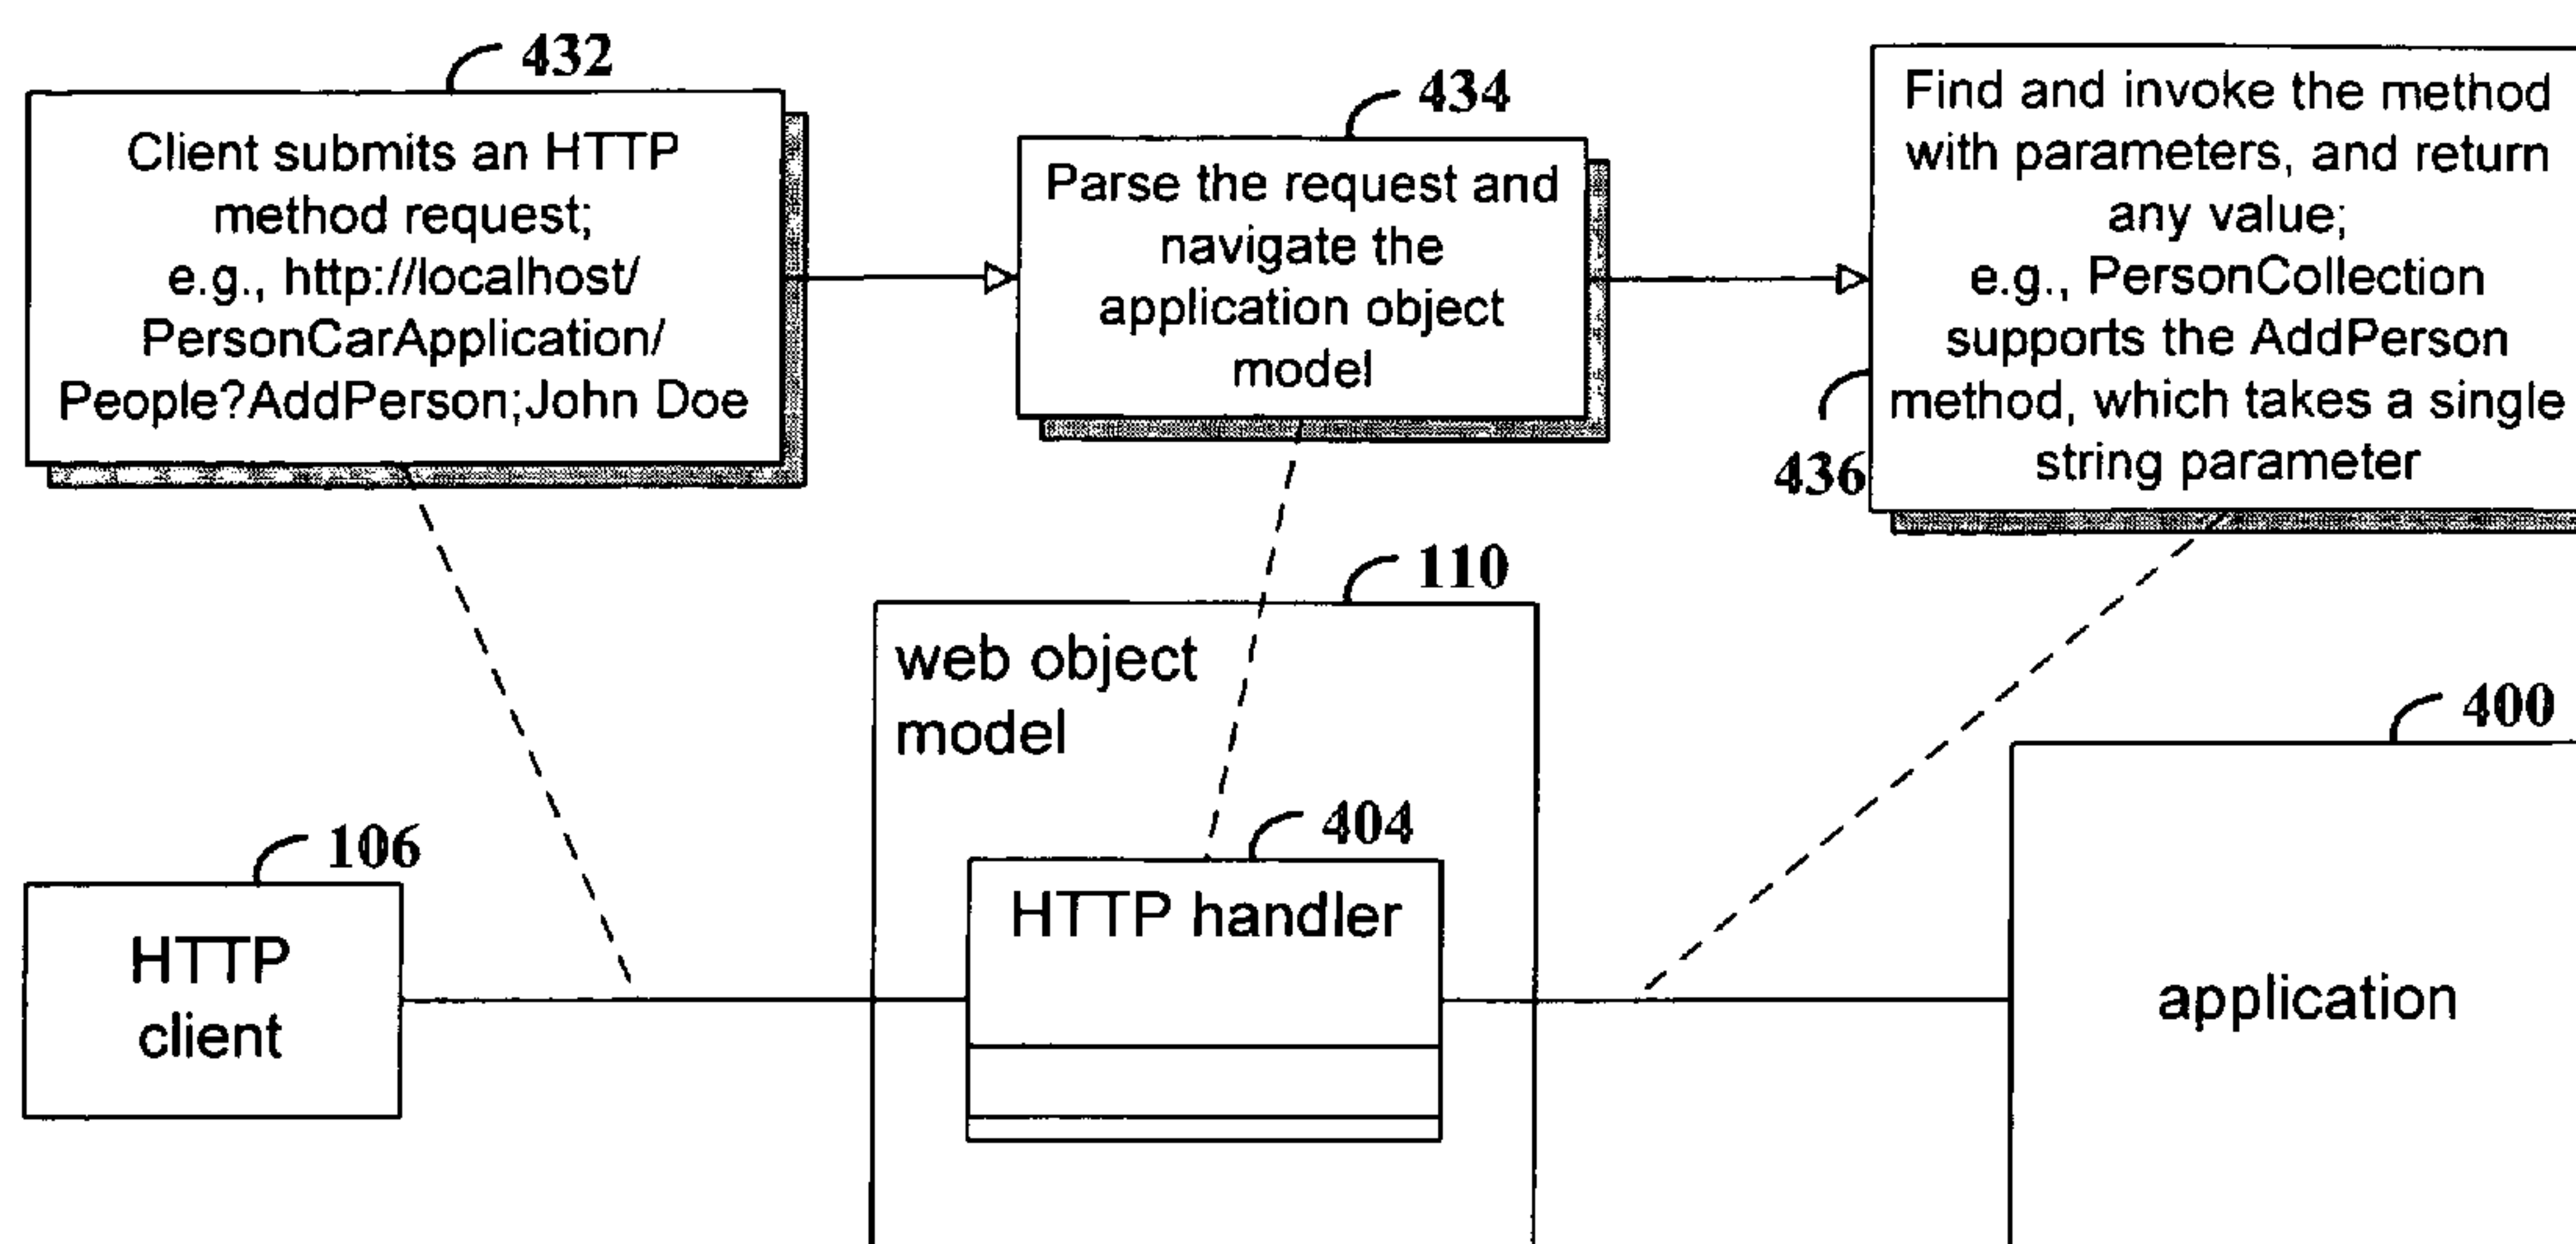 432
Client submits an HTTP
method request;
e.g., http://localhost/
PersonCarApplication/
People?AddPerson;John Doe
434
Parse the request and
navigate the
application object
model
Find and invoke the method
with parameters, and return
any value;
e.g., PersonCollection
supports the AddPerson
method, which takes a single
string parameter
436
110
web object
model
400
application
404
HTTP handler
106
HTTP
client